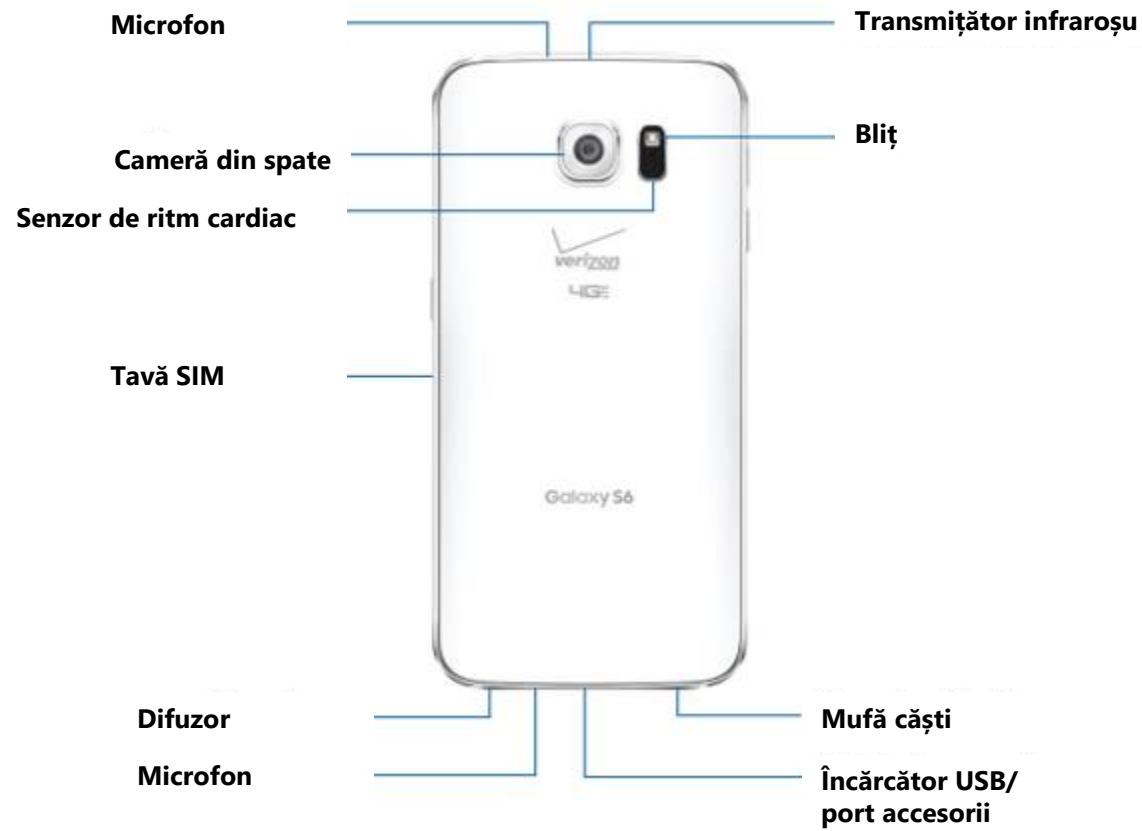 Microfon
Transmițător infraroșu
Bliț
Cameră din spate
Senzor de ritm cardiac
verizon
4GE
Tavă SIM
Galaxy S6
Difuzor
Mufă căști
Microfon
Încărcător USB/
port accesorii